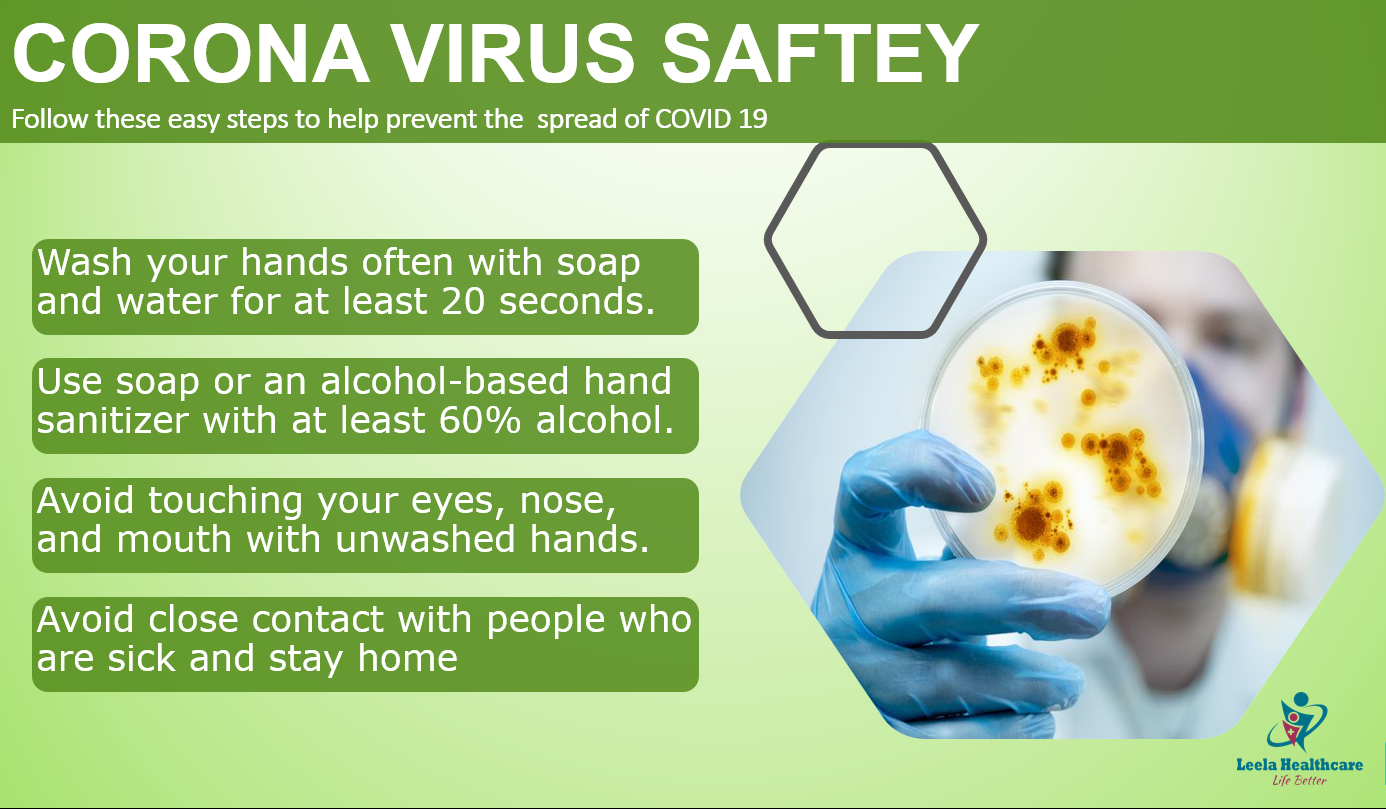 CORONA VIRUS SAFTEY
Follow these easy steps to help prevent the  spread of COVID 19
Wash your hands often with soap
and water for at least 20 seconds.
Use soap or an alcohol-based hand
sanitizer with at least 60% alcohol.
Avoid touching your eyes, nose,
and mouth with unwashed hands.
Avoid close contact with people who
are sick and stay home
Leela Healthcare
Life Better